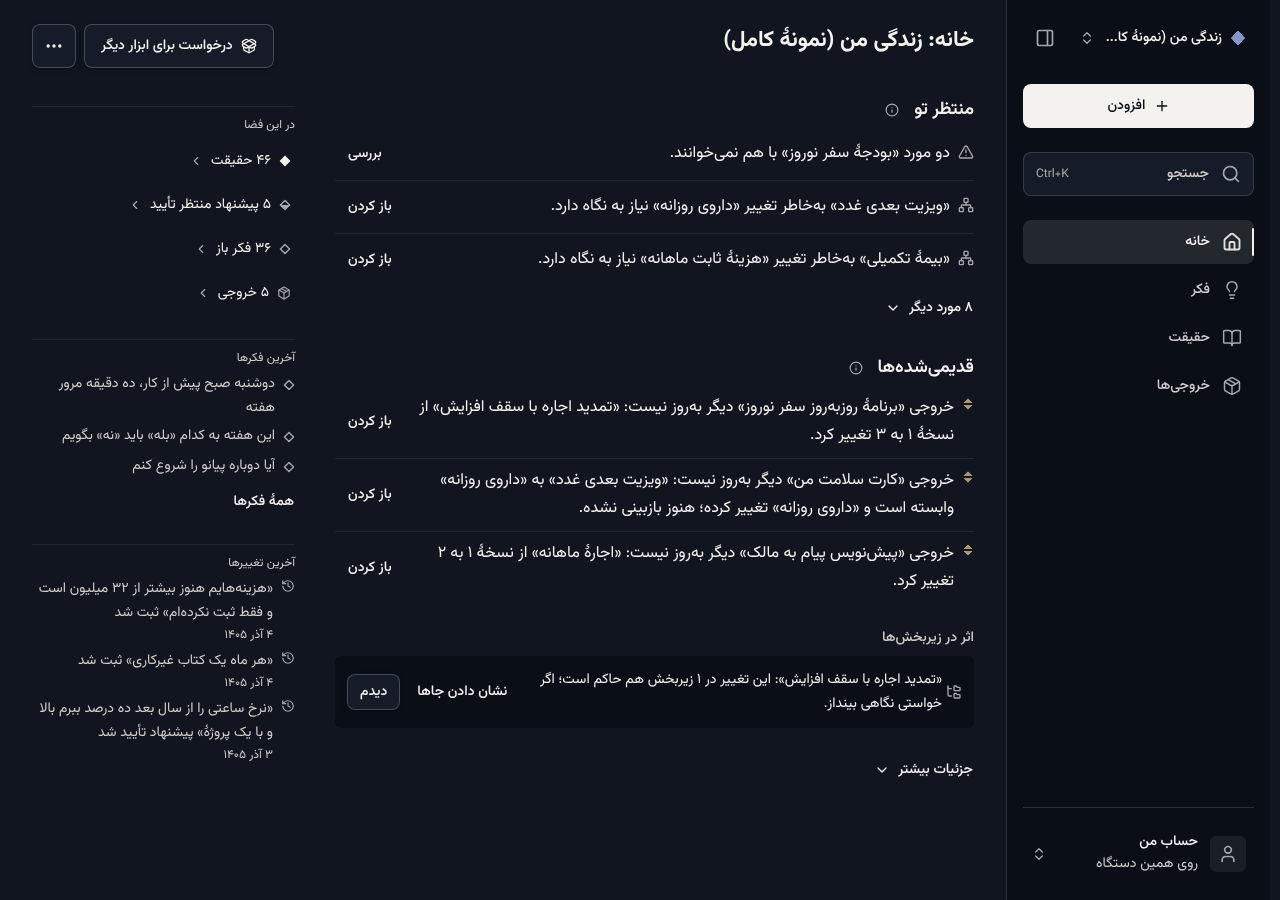 زندگی من (نمونهٔ کا...
افزودن
جستجو
Ctrl+K
خانه
فکر
حقیقت
خروجی‌ها
حساب من
روی همین دستگاه
خانه: زندگی من (نمونهٔ کامل)
درخواست برای ابزار دیگر
منتظر تو
دو مورد «بودجهٔ سفر نوروز» با هم نمی‌خوانند.
بررسی
«ویزیت بعدی غدد» به‌خاطر تغییر «داروی روزانه» نیاز به نگاه دارد.
باز کردن
«بیمهٔ تکمیلی» به‌خاطر تغییر «هزینهٔ ثابت ماهانه» نیاز به نگاه دارد.
باز کردن
۸ مورد دیگر
قدیمی‌شده‌ها
خروجی «برنامهٔ روزبه‌روز سفر نوروز» دیگر به‌روز نیست: «تمدید اجاره با سقف افزایش» از
نسخهٔ ۱ به ۳ تغییر کرد.
باز کردن
خروجی «کارت سلامت من» دیگر به‌روز نیست: «ویزیت بعدی غدد» به «داروی روزانه»
وابسته است و «داروی روزانه» تغییر کرده؛ هنوز بازبینی نشده.
باز کردن
خروجی «پیش‌نویس پیام به مالک» دیگر به‌روز نیست: «اجارهٔ ماهانه» از نسخهٔ ۱ به ۲
تغییر کرد.
باز کردن
اثر در زیربخش‌ها
«تمدید اجاره با سقف افزایش»: این تغییر در ۱ زیربخش هم حاکم است؛ اگر
خواستی نگاهی بینداز.
نشان دادن جاها
دیدم
جزئیات بیشتر
در این فضا
۴۶ حقیقت
۵ پیشنهاد منتظر تأیید
۳۶ فکر باز
۵ خروجی
آخرین فکرها
دوشنبه صبح پیش از کار، ده دقیقه مرور
هفته
این هفته به کدام «بله» باید «نه» بگویم
آیا دوباره پیانو را شروع کنم
همهٔ فکرها
آخرین تغییرها
«هزینه‌هایم هنوز بیشتر از ۳۲ میلیون است
و فقط ثبت نکرده‌ام» ثبت شد
۴ آذر ۱۴۰۵
«هر ماه یک کتاب غیرکاری» ثبت شد
۴ آذر ۱۴۰۵
«نرخ ساعتی را از سال بعد ده درصد ببرم بالا
و با یک پروژهٔ» پیشنهاد تأیید شد
۳ آذر ۱۴۰۵